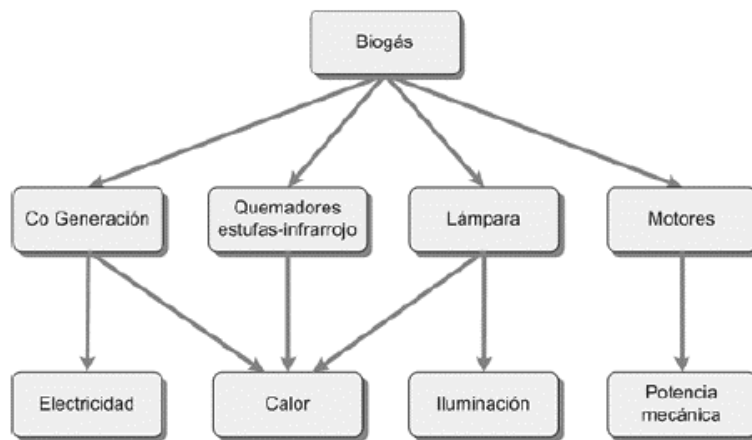 Biogás
Co Generación
Quemadores
estufas-infrarrojo
Lámpara
Motores
Electricidad
Calor
Iluminación
Potencia
mecánica